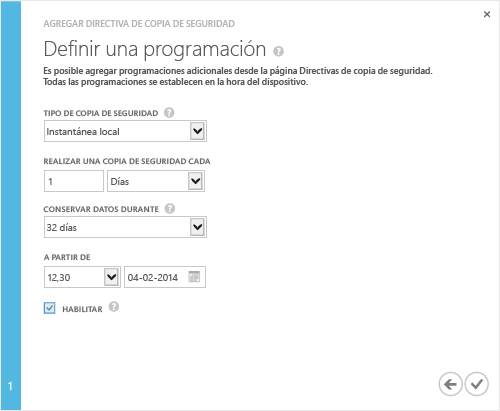 AGREGAR DIRECTIVA DE COPIA DE SEGURIDAD
Definir una programación ?
Es posible agregar programaciones adicionales desde la página Directivas de copia de seguridad.
Todas las programaciones se establecen en la hora del dispositivo.
TIPO DE COPIA DE SEGURIDAD ?
Instantánea local
REALIZAR UNA COPIA DE SEGURIDAD CADA
1 Días
CONSERVAR DATOS DURANTE ?
32 días
A PARTIR DE
12,30 04-02-2014
HABILITAR ?
1